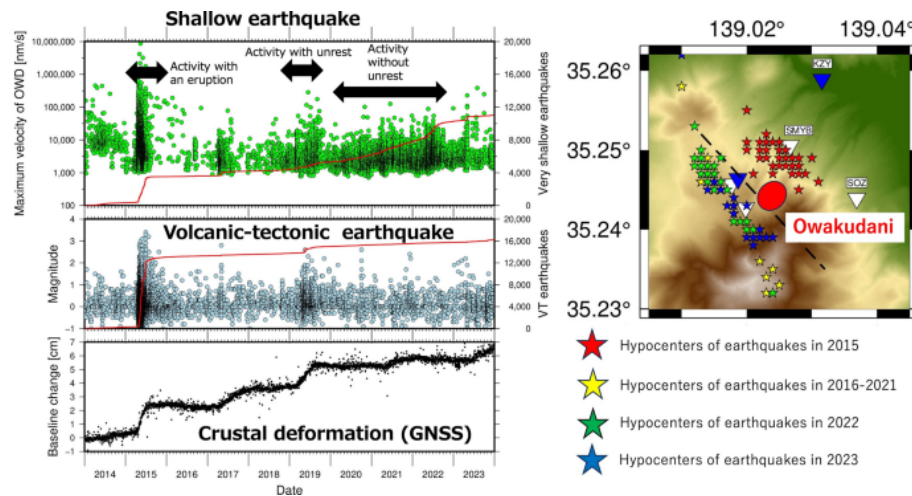 Shallow earthquake
Maximum velocity of OWD [nm/s]
10,000,000
1,000,000
100,000
10,000
1,000
100
Activity with
an eruption
Activity with unrest
Activity
without
unrest
20,000
16,000
12,000
8,000
4,000
0
Very shallow earthquakes
Volcanic-tectonic earthquake
Magnitude
4
3
2
1
0
-1
20,000
16,000
12,000
8,000
4,000
0
VT earthquakes
Baseline change [cm]
7
6
5
4
3
2
1
0
-1
Crustal deformation (GNSS)
2014 2015 2016 2017 2018 2019 2020 2021 2022 2023
Date
139.02 139.04
35.26
35.25
35.24
35.23
KZY
SMYB
SOZ
Owakudani
Hypocenters of earthquakes in 2015
Hypocenters of earthquakes in 2016-2021
Hypocenters of earthquakes in 2022
Hypocenters of earthquakes in 2023